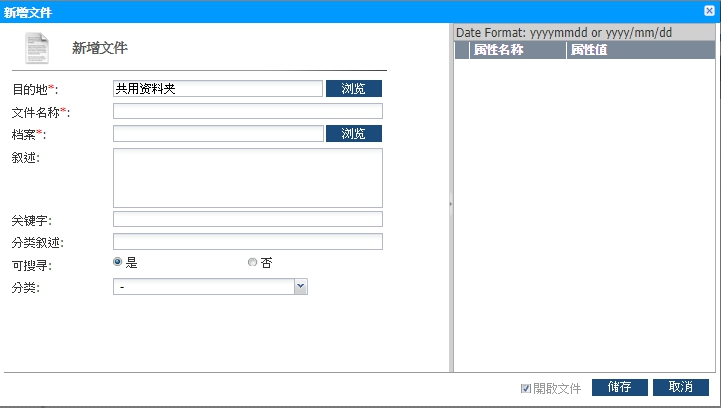 新增文件
新增文件
目的地*:
共用资料夹
浏览
文件名称*:
档案*:
浏览
叙述:
关键字:
分类叙述:
可搜寻:
是
否
分类:
-
Date Format: yyyymmdd or yyyy/mm/dd
属性名称
属性值
開啟文件
储存
取消